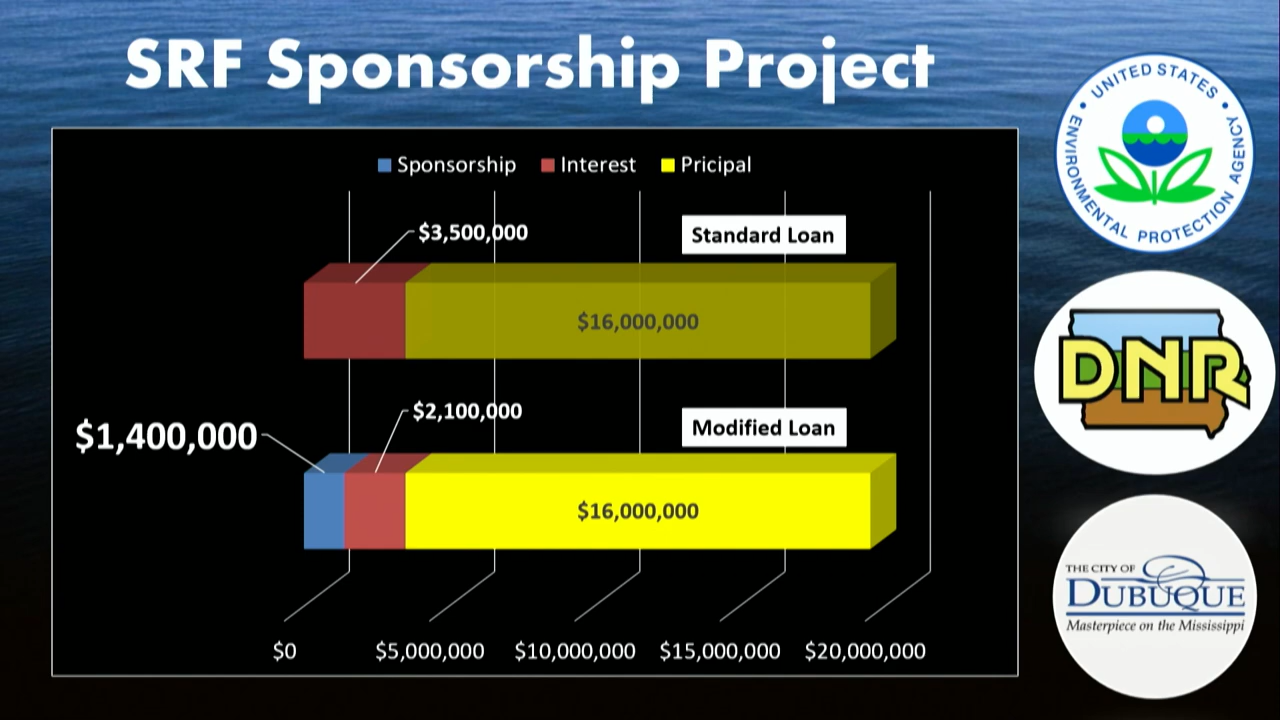 SRF Sponsorship Project
Sponsorship Interest Pricipal
$3,500,000
Standard Loan
$16,000,000
$2,100,000
$1,400,000
Modified Loan
$16,000,000
$0 $5,000,000 $10,000,000 $15,000,000 $20,000,000
UNITED STATES
ENVIRONMENTAL PROTECTION AGENCY
DNR
THE CITY OF
DUBUQUE
Masterpiece on the Mississippi